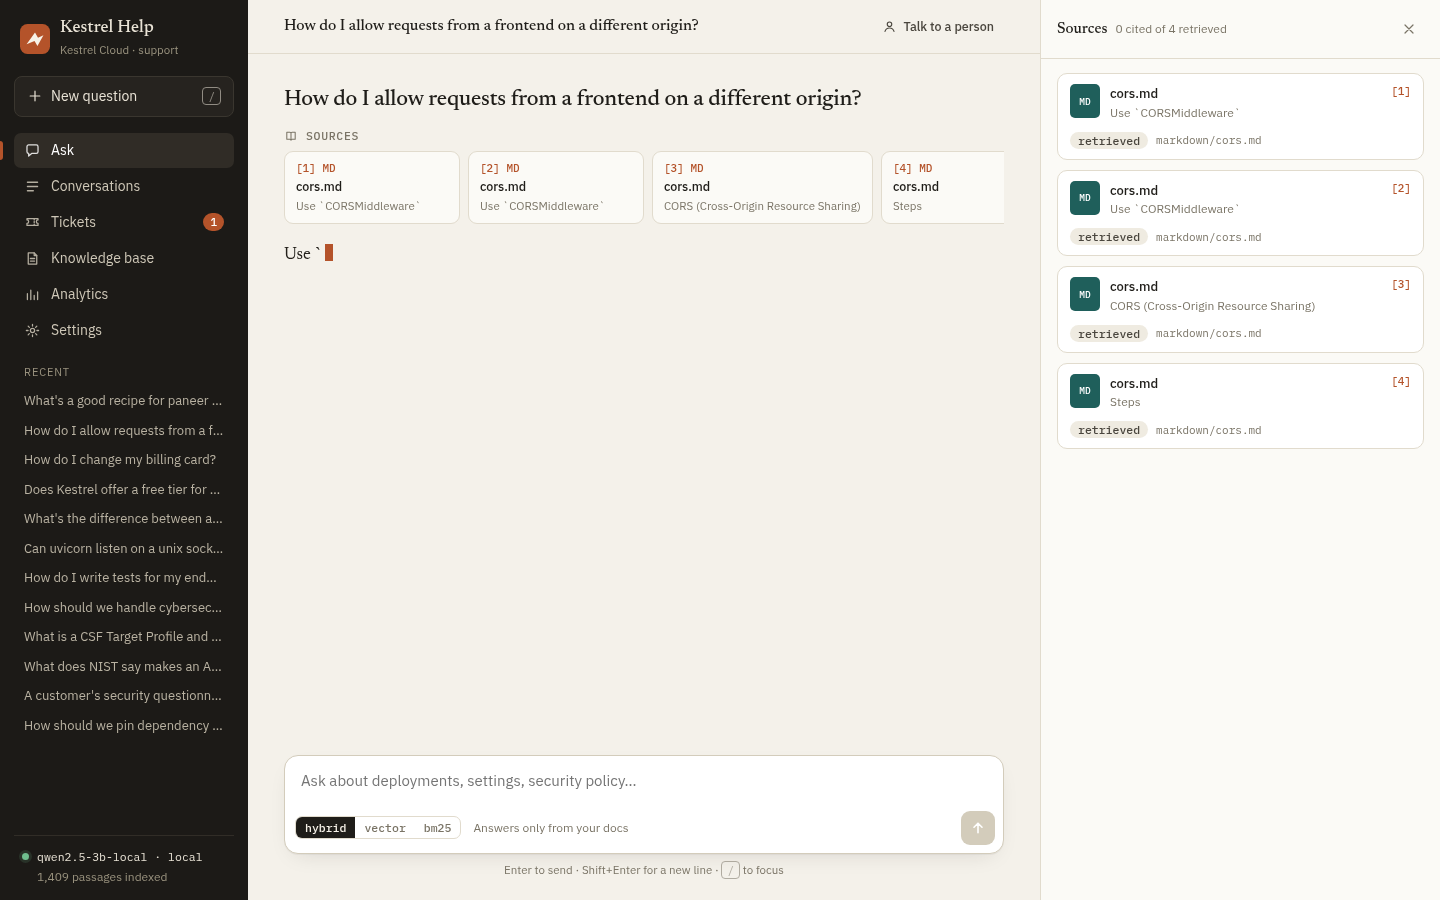 Kestrel Help
Kestrel Cloud · support
New question /
Ask
Conversations
Tickets 1
Knowledge base
Analytics
Settings
RECENT
What's a good recipe for paneer ...
How do I allow requests from a f...
How do I change my billing card?
Does Kestrel offer a free tier for ...
What's the difference between a...
Can uvicorn listen on a unix sock...
How do I write tests for my end...
How should we handle cybersec...
What is a CSF Target Profile and ...
What does NIST say makes an A...
A customer's security questionn...
How should we pin dependency ...
qwen2.5-3b-local · local
1,409 passages indexed
How do I allow requests from a frontend on a different origin?
Talk to a person
How do I allow requests from a frontend on a different origin?
SOURCES
[1] MD
cors.md
Use `CORSMiddleware`
[2] MD
cors.md
Use `CORSMiddleware`
[3] MD
cors.md
CORS (Cross-Origin Resource Sharing)
[4] MD
cors.md
Steps
Use `
Ask about deployments, settings, security policy...
hybrid vector bm25 Answers only from your docs
Enter to send · Shift+Enter for a new line · / to focus
Sources 0 cited of 4 retrieved
MD cors.md [1]
Use `CORSMiddleware`
retrieved markdown/cors.md
MD cors.md [2]
Use `CORSMiddleware`
retrieved markdown/cors.md
MD cors.md [3]
CORS (Cross-Origin Resource Sharing)
retrieved markdown/cors.md
MD cors.md [4]
Steps
retrieved markdown/cors.md